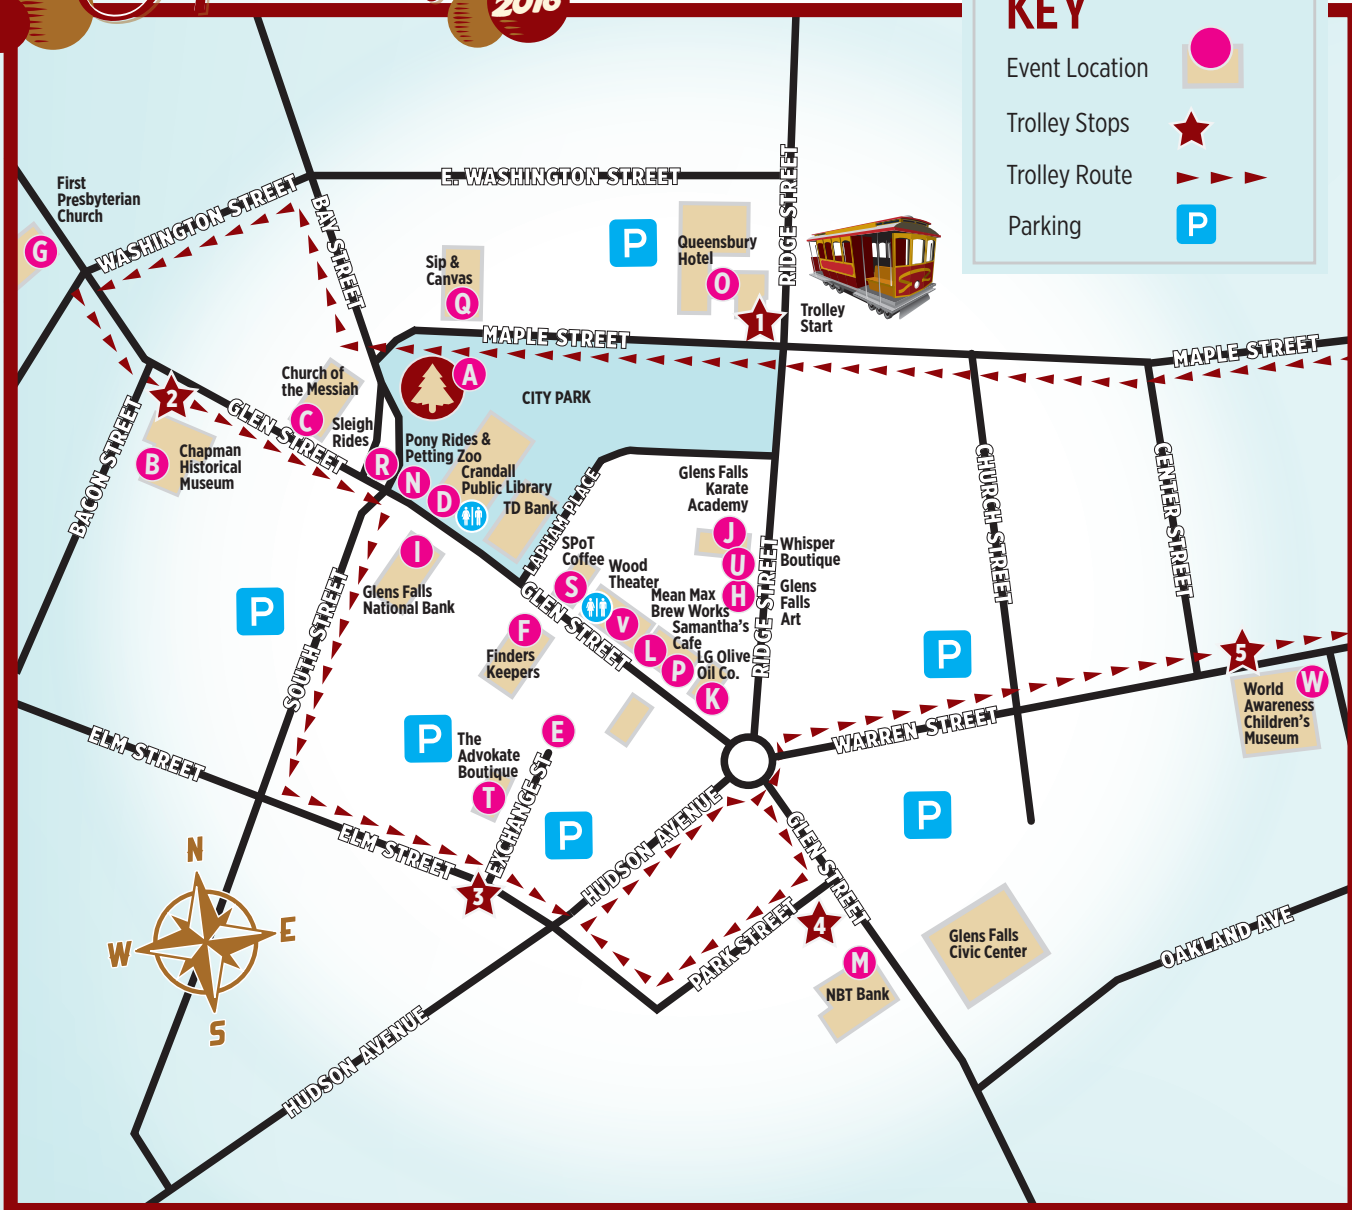 2016
KEY
Event Location
Trolley Stops
Trolley Route
Parking
P
First
Presbyterian
Church
G
WASHINGTON STREET
BAY STREET
E. WASHINGTON STREET
RIDGE STREET
P
Queensbury
Hotel
O
1
Trolley
Start
Sip &
Canvas
Q
MAPLE STREET
MAPLE STREET
A
CITY PARK
Church of
the Messiah
C
Sleigh
Rides
R
2
GLEN STREET
BACON STREET
B
Chapman
Historical
Museum
Pony Rides &
Petting Zoo
N
Crandall
Public Library
D
TD Bank
LAPHAM PLACE
Glens Falls
Karate
Academy
J
Whisper
Boutique
U
Glens
Falls
Art
H
RIDGE STREET
CHURCH STREET
CENTER STREET
I
Glens Falls
National Bank
SPoT
Coffee
S
Wood
Theater
V
Mean Max
Brew Works
L
Samantha's
Cafe
P
LG Olive
Oil Co.
K
GLEN STREET
F
Finders
Keepers
P
SOUTH STREET
P
5
World
Awareness
Children's
Museum
W
WARREN STREET
ELM STREET
P
The
Advokate
Boutique
T
E
EXCHANGE ST
P
P
ELM STREET
3
HUDSON AVENUE
GLEN STREET
PARK STREET
4
M
NBT Bank
Glens Falls
Civic Center
OAKLAND AVE
HUDSON AVENUE
N
E
W
S